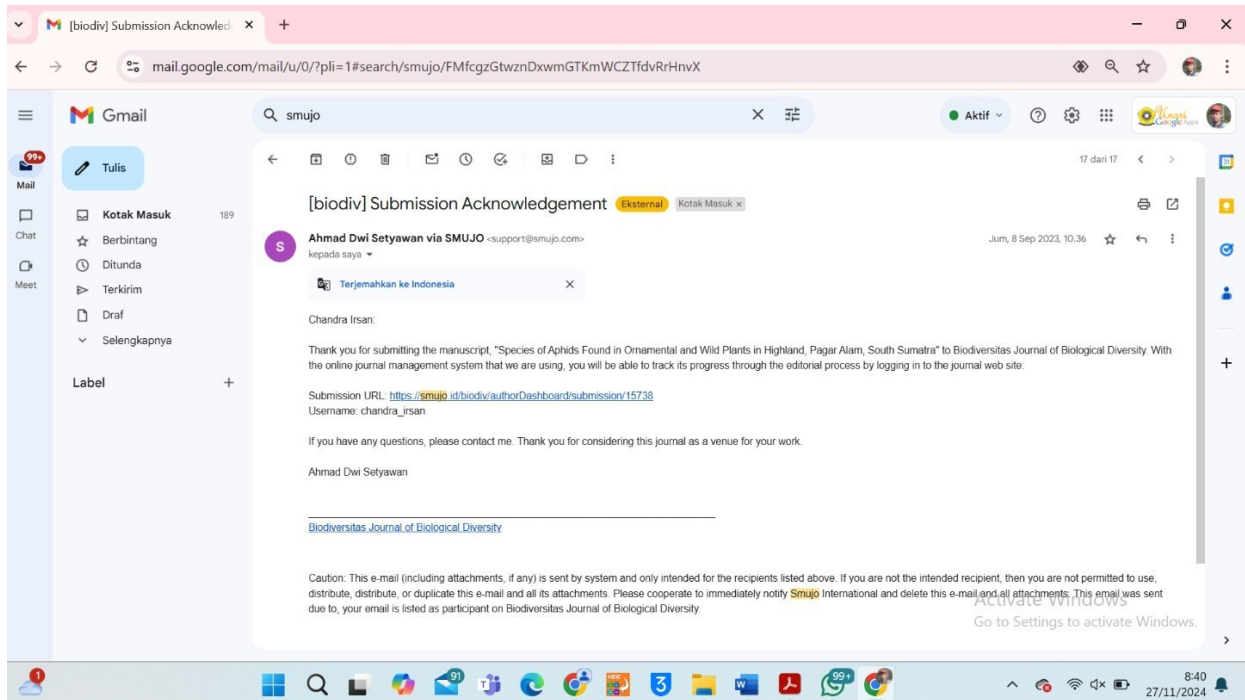 [biodiv] Submission Acknowled
mail.google.com/mail/u/0/?pli=1#search/smujo/FMfcgzGtwznDxwmGTKmWCZTfdvRrHnvX
Gmail
smujo
Aktif
99+
Mail
Chat
Meet
Tulis
Kotak Masuk 189
Berbintang
Ditunda
Terkirim
Draf
Selengkapnya
Label
17 dari 17
[biodiv] Submission Acknowledgement Eksternal Kotak Masuk ×
S
Ahmad Dwi Setyawan via SMUJO <support@smujo.com>
Jum, 8 Sep 2023, 10.36
kepada saya
Terjemahkan ke Indonesia
Chandra Irsan:
Thank you for submitting the manuscript, "Species of Aphids Found in Ornamental and Wild Plants in Highland, Pagar Alam, South Sumatra" to Biodiversitas Journal of Biological Diversity. With
the online journal management system that we are using, you will be able to track its progress through the editorial process by logging in to the journal web site:
Submission URL: https://smujo.id/biodiv/authorDashboard/submission/15738
Username: chandra_irsan
If you have any questions, please contact me. Thank you for considering this journal as a venue for your work.
Ahmad Dwi Setyawan
Biodiversitas Journal of Biological Diversity
Caution: This e-mail (including attachments, if any) is sent by system and only intended for the recipients listed above. If you are not the intended recipient, then you are not permitted to use,
distribute, distribute, or duplicate this e-mail and all its attachments. Please cooperate to immediately notify Smujo International and delete this e-mail and all attachments. This email was sent
due to, your email is listed as participant on Biodiversitas Journal of Biological Diversity.
Activate Windows
Go to Settings to activate Windows.
31
1
91
99+
8:40
27/11/2024